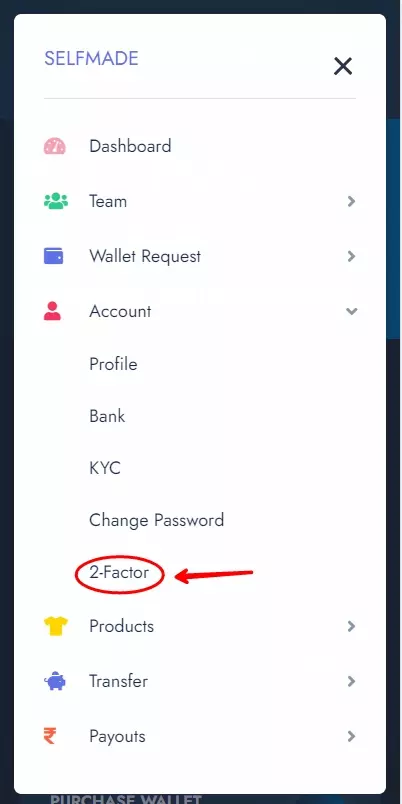 SELFMADE
Dashboard
Team
Wallet Request
Account
Profile
Bank
KYC
Change Password
2-Factor
Products
Transfer
Payouts
PURCHASE WALLET